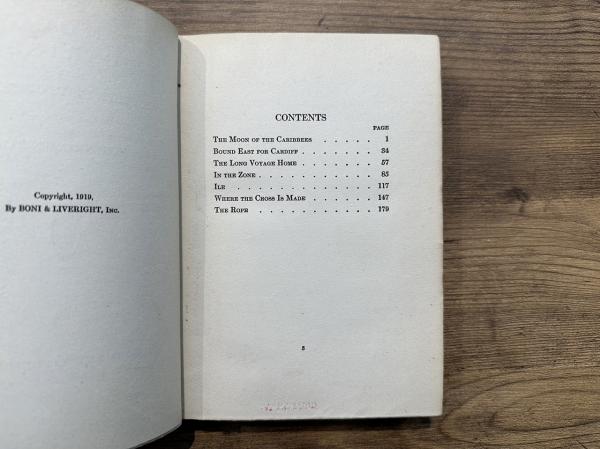 Copyright, 1919,
By BONI & LIVERIGHT, Inc.
CONTENTS
PAGE
The Moon of the Caribbees . . . . . 1
Bound East for Cardiff . . . . . . . 34
The Long Voyage Home . . . . . . . 57
In the Zone . . . . . . . . . . . 85
Ile . . . . . . . . . . . . . 117
Where the Cross Is Made . . . . . . 147
The Rope . . . . . . . . . . . 179
5